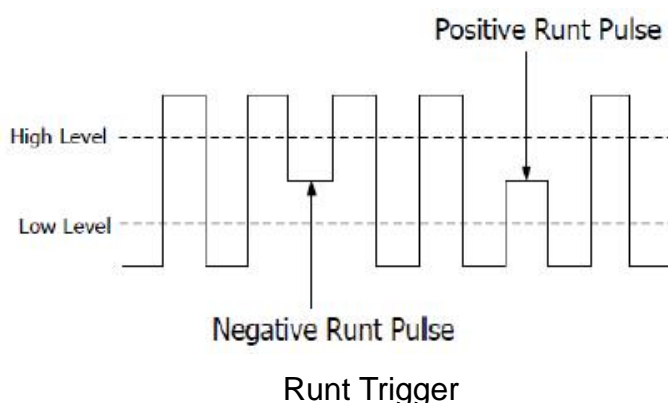 Positive Runt Pulse
High Level
Low Level
Negative Runt Pulse
Runt Trigger